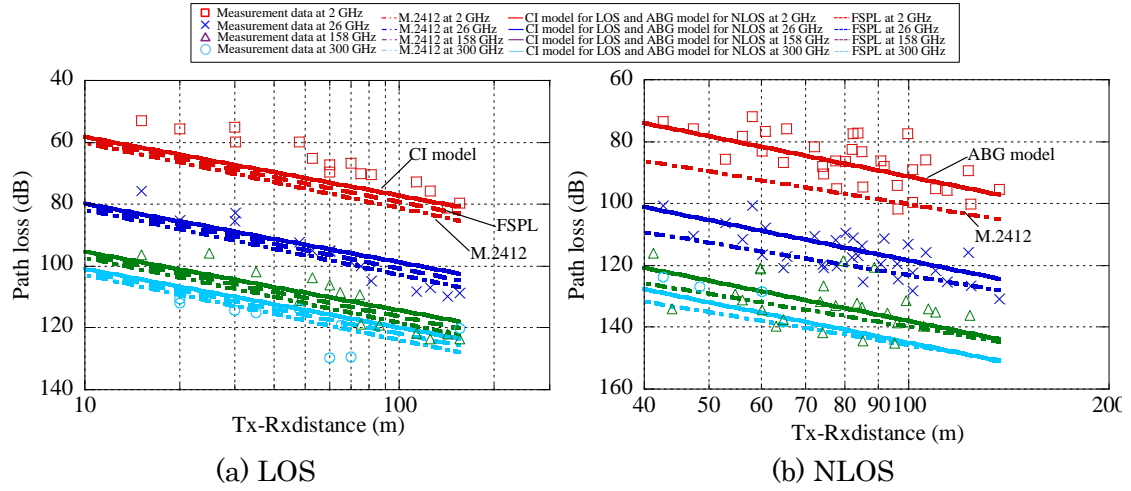 Measurement data at 2 GHz
Measurement data at 26 GHz
Measurement data at 158 GHz
Measurement data at 300 GHz
M.2412 at 2 GHz
M.2412 at 26 GHz
M.2412 at 158 GHz
M.2412 at 300 GHz
CI model for LOS and ABG model for NLOS at 2 GHz
CI model for LOS and ABG model for NLOS at 26 GHz
CI model for LOS and ABG model for NLOS at 158 GHz
CI model for LOS and ABG model for NLOS at 300 GHz
FSPL at 2 GHz
FSPL at 26 GHz
FSPL at 158 GHz
FSPL at 300 GHz
Path loss (dB)
40
60
80
100
120
140
CI model
FSPL
M.2412
10
100
Tx-Rxdistance (m)
(a) LOS
Path loss (dB)
60
80
100
120
140
160
ABG model
M.2412
40 50 60 70 80 90 100 200
Tx-Rxdistance (m)
(b) NLOS